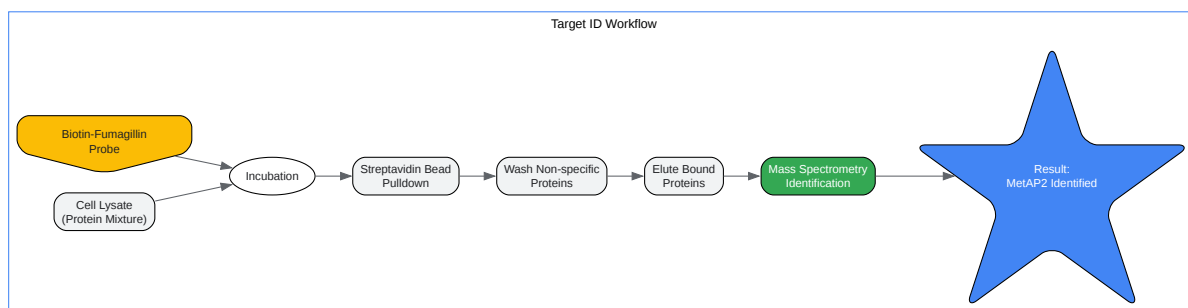 Target ID Workflow
Biotin-Fumagillin
Probe
Cell Lysate
(Protein Mixture)
Incubation
Streptavidin Bead
Pulldown
Wash Non-specific
Proteins
Elute Bound
Proteins
Mass Spectrometry
Identification
Result:
MetAP2 Identified